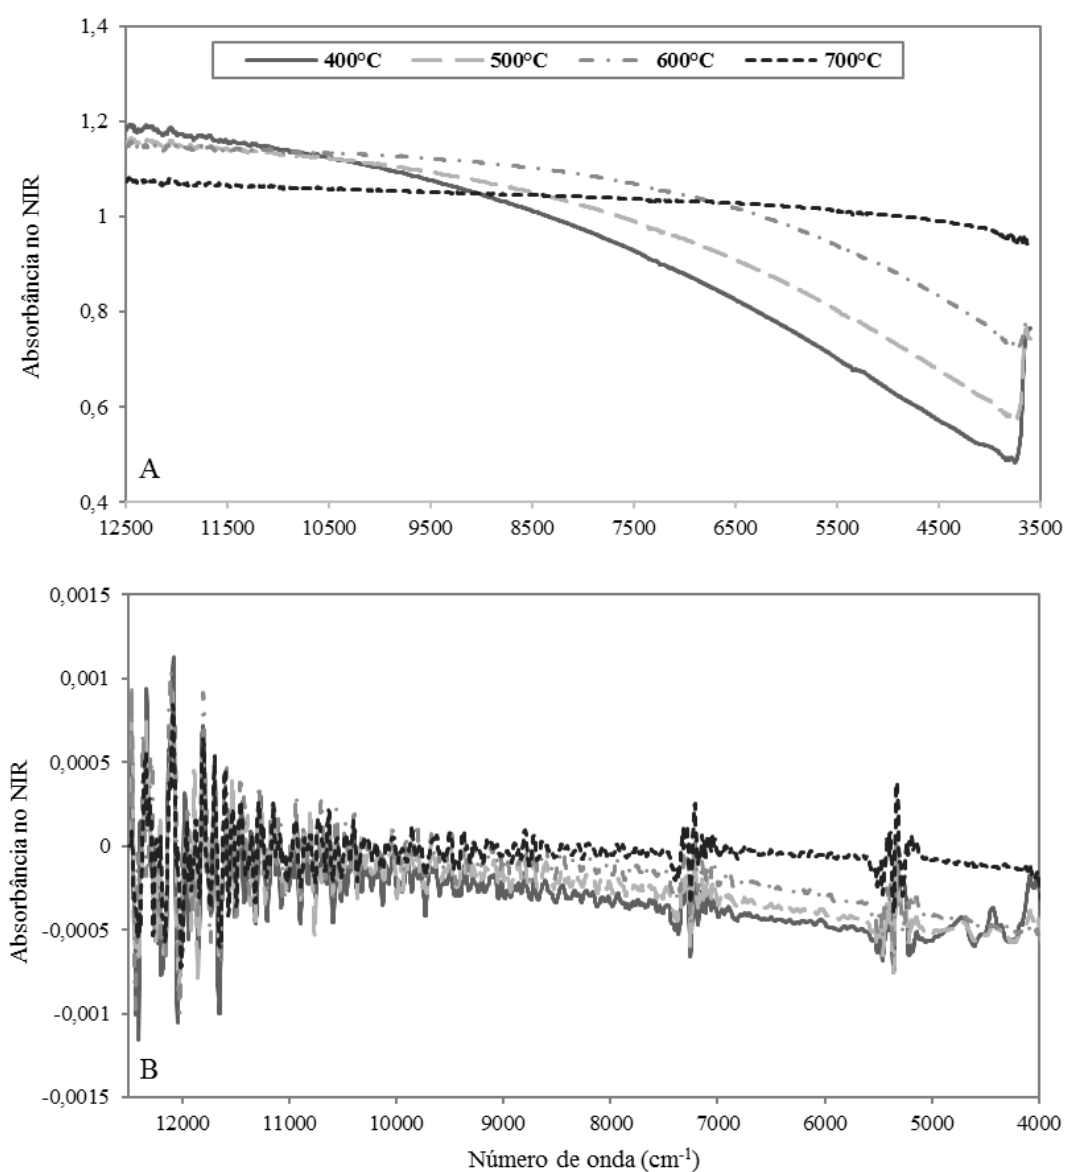 1,4
400°C 500°C 600°C 700°C
1,2
1
0,8
0,6
0,4
Absorbância no NIR
A
12500 11500 10500 9500 8500 7500 6500 5500 4500 3500
0,0015
0,001
0,0005
0
-0,0005
-0,001
-0,0015
Absorbância no NIR
B
12000 11000 10000 9000 8000 7000 6000 5000 4000
Número de onda (cm⁻¹)